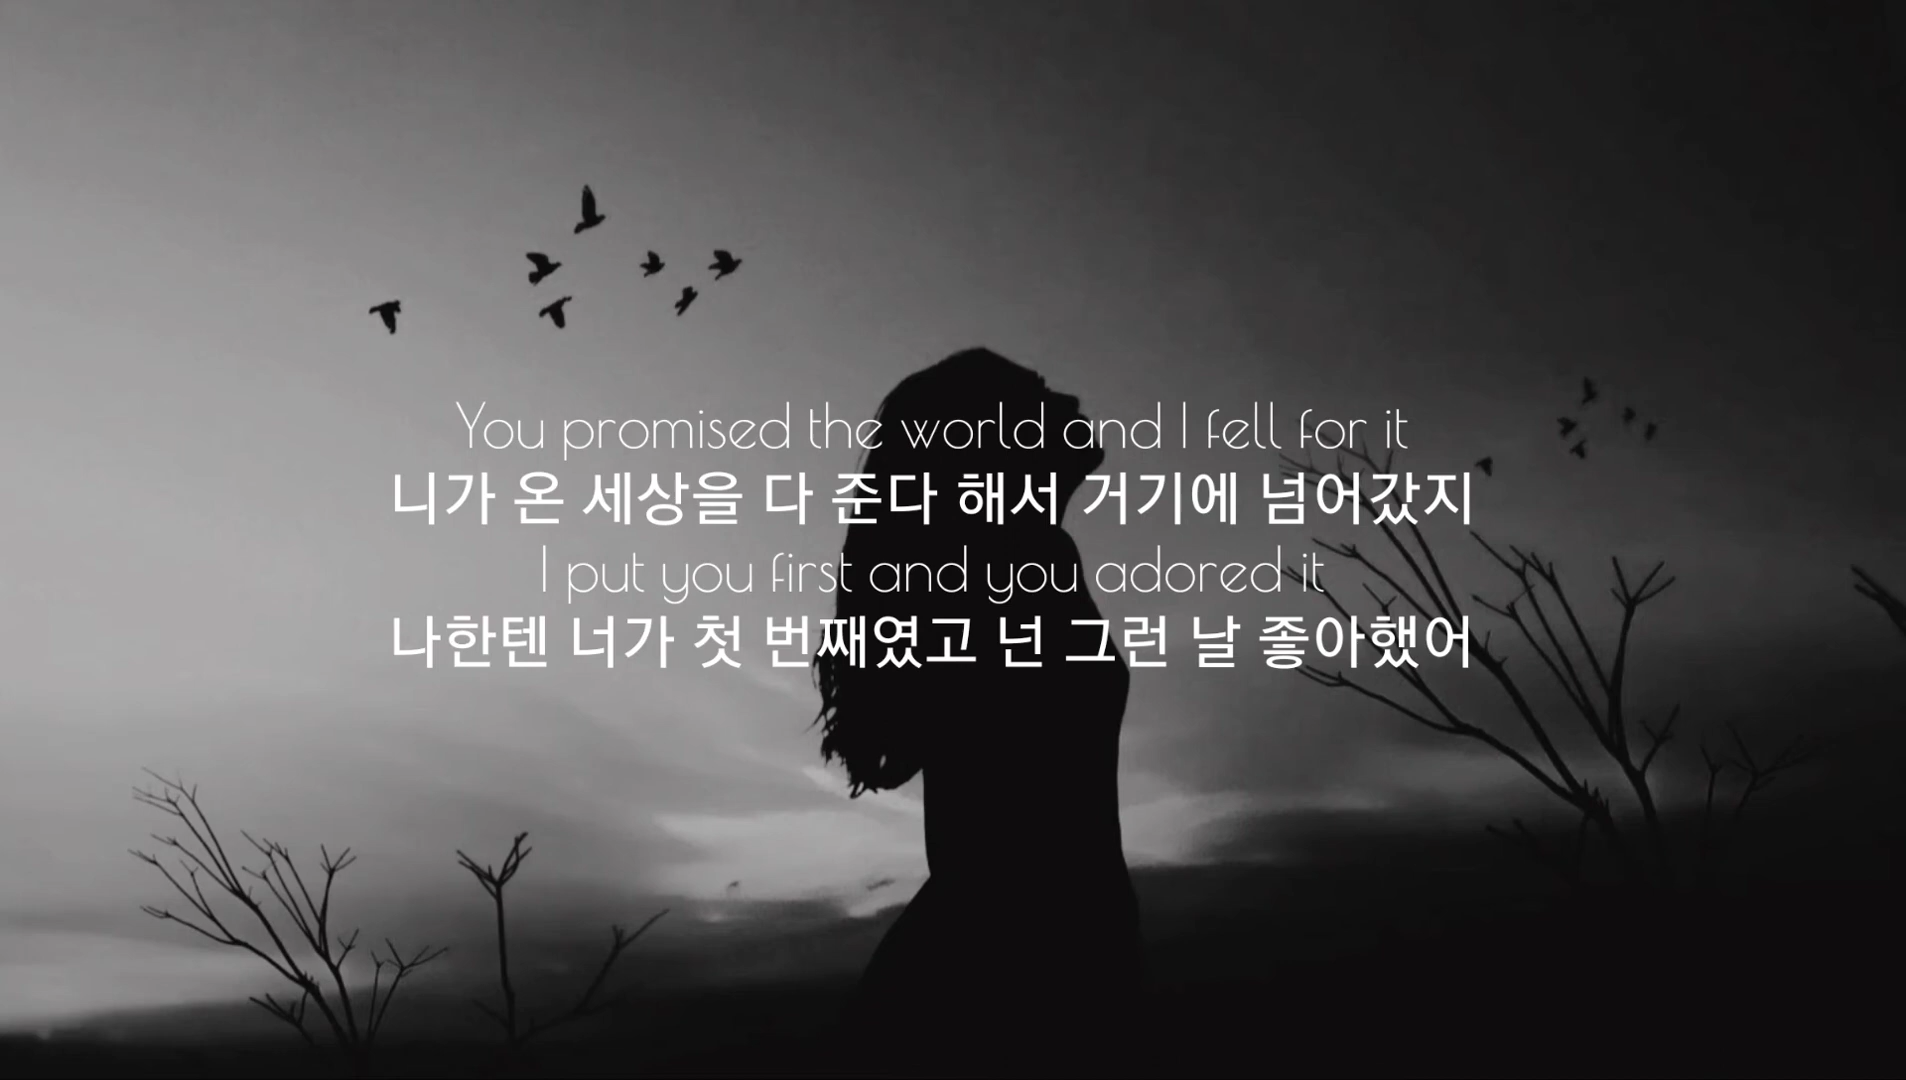 You promised the world and I fell for it
니가 온 세상을 다 준다 해서 거기에 넘어갔지
I put you first and you adored it
나한텐 너가 첫 번째였고 넌 그런 날 좋아했어